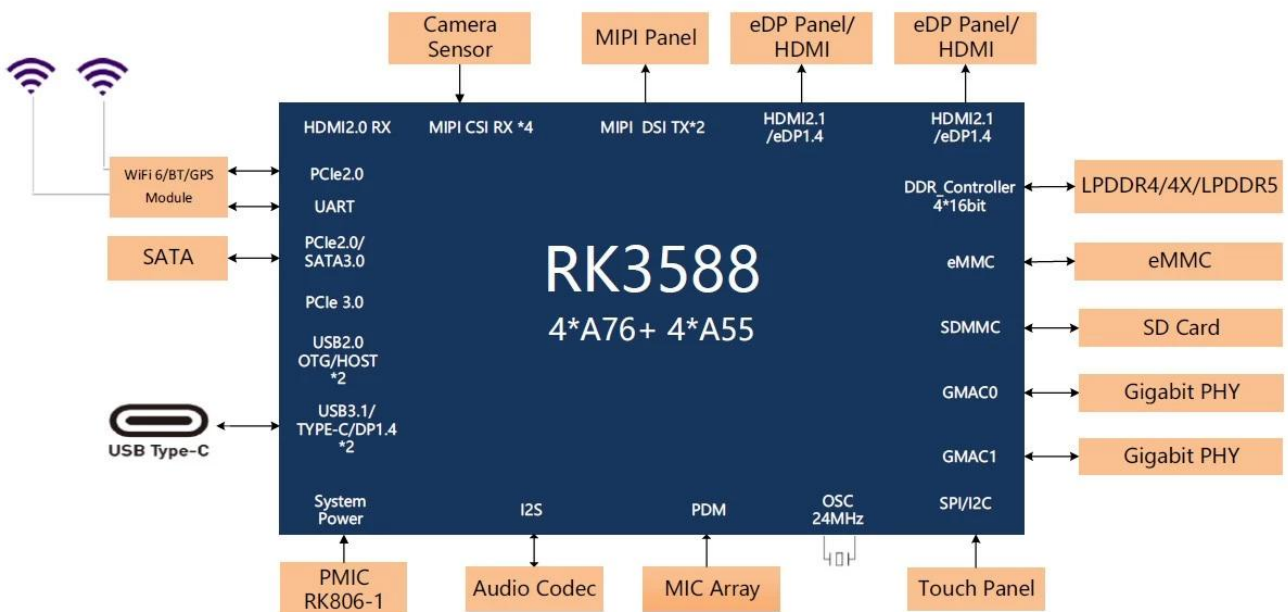 Camera
Sensor
MIPI Panel
eDP Panel/
HDMI
eDP Panel/
HDMI
HDMI2.0 RX
MIPI CSI RX *4
MIPI DSI TX*2
HDMI2.1
/eDP1.4
HDMI2.1
/eDP1.4
WiFi 6/BT/GPS
Module
PCIe2.0
UART
DDR_Controller
4*16bit
LPDDR4/4X/LPDDR5
SATA
PCIe2.0/
SATA3.0
RK3588
4*A76+ 4*A55
eMMC
eMMC
PCIe 3.0
SDMMC
SD Card
USB2.0
OTG/HOST
*2
GMAC0
Gigabit PHY
USB Type-C
USB3.1/
TYPE-C/DP1.4
*2
GMAC1
Gigabit PHY
System
Power
I2S
PDM
OSC
24MHz
SPI/I2C
PMIC
RK806-1
Audio Codec
MIC Array
Touch Panel